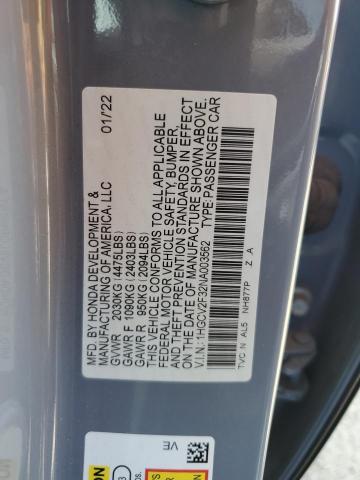 MFD. BY HONDA DEVELOPMENT &
MANUFACTURING OF AMERICA, LLC 01/22
GVWR 2030KG (4475LBS)
GAWR F 1090KG (2403LBS)
GAWR R 950KG (2094LBS)
THIS VEHICLE CONFORMS TO ALL APPLICABLE
FEDERAL MOTOR VEHICLE SAFETY, BUMPER,
AND THEFT PREVENTION STANDARDS IN EFFECT
ON THE DATE OF MANUFACTURE SHOWN ABOVE.
V.I.N.: 1HGCV2F32NA003562 TYPE:PASSENGER CAR
TVC: N AL5 NH877P Z A
VE